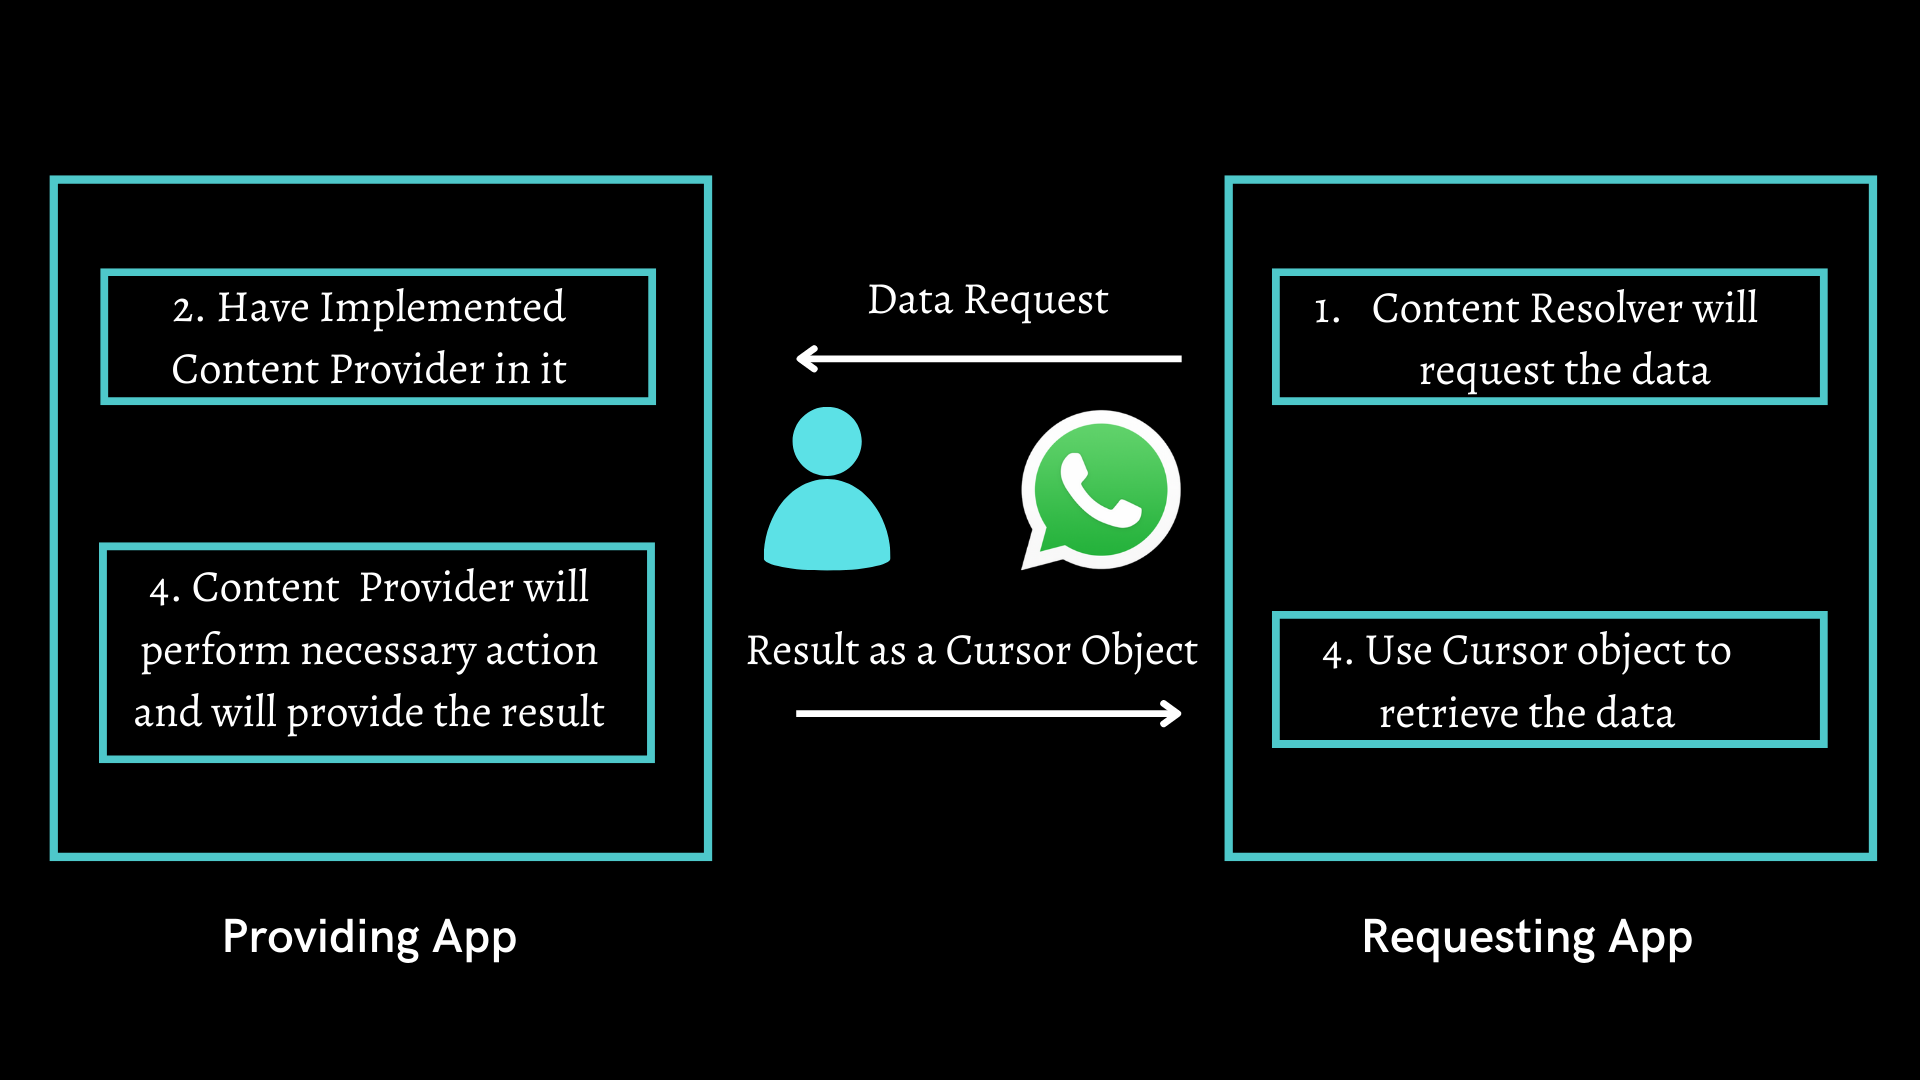 2. Have Implemented
Content Provider in it
4. Content  Provider will
perform necessary action
and will provide the result
Providing App
Data Request
Result as a Cursor Object
1.   Content Resolver will
request the data
4. Use Cursor object to
retrieve the data
Requesting App